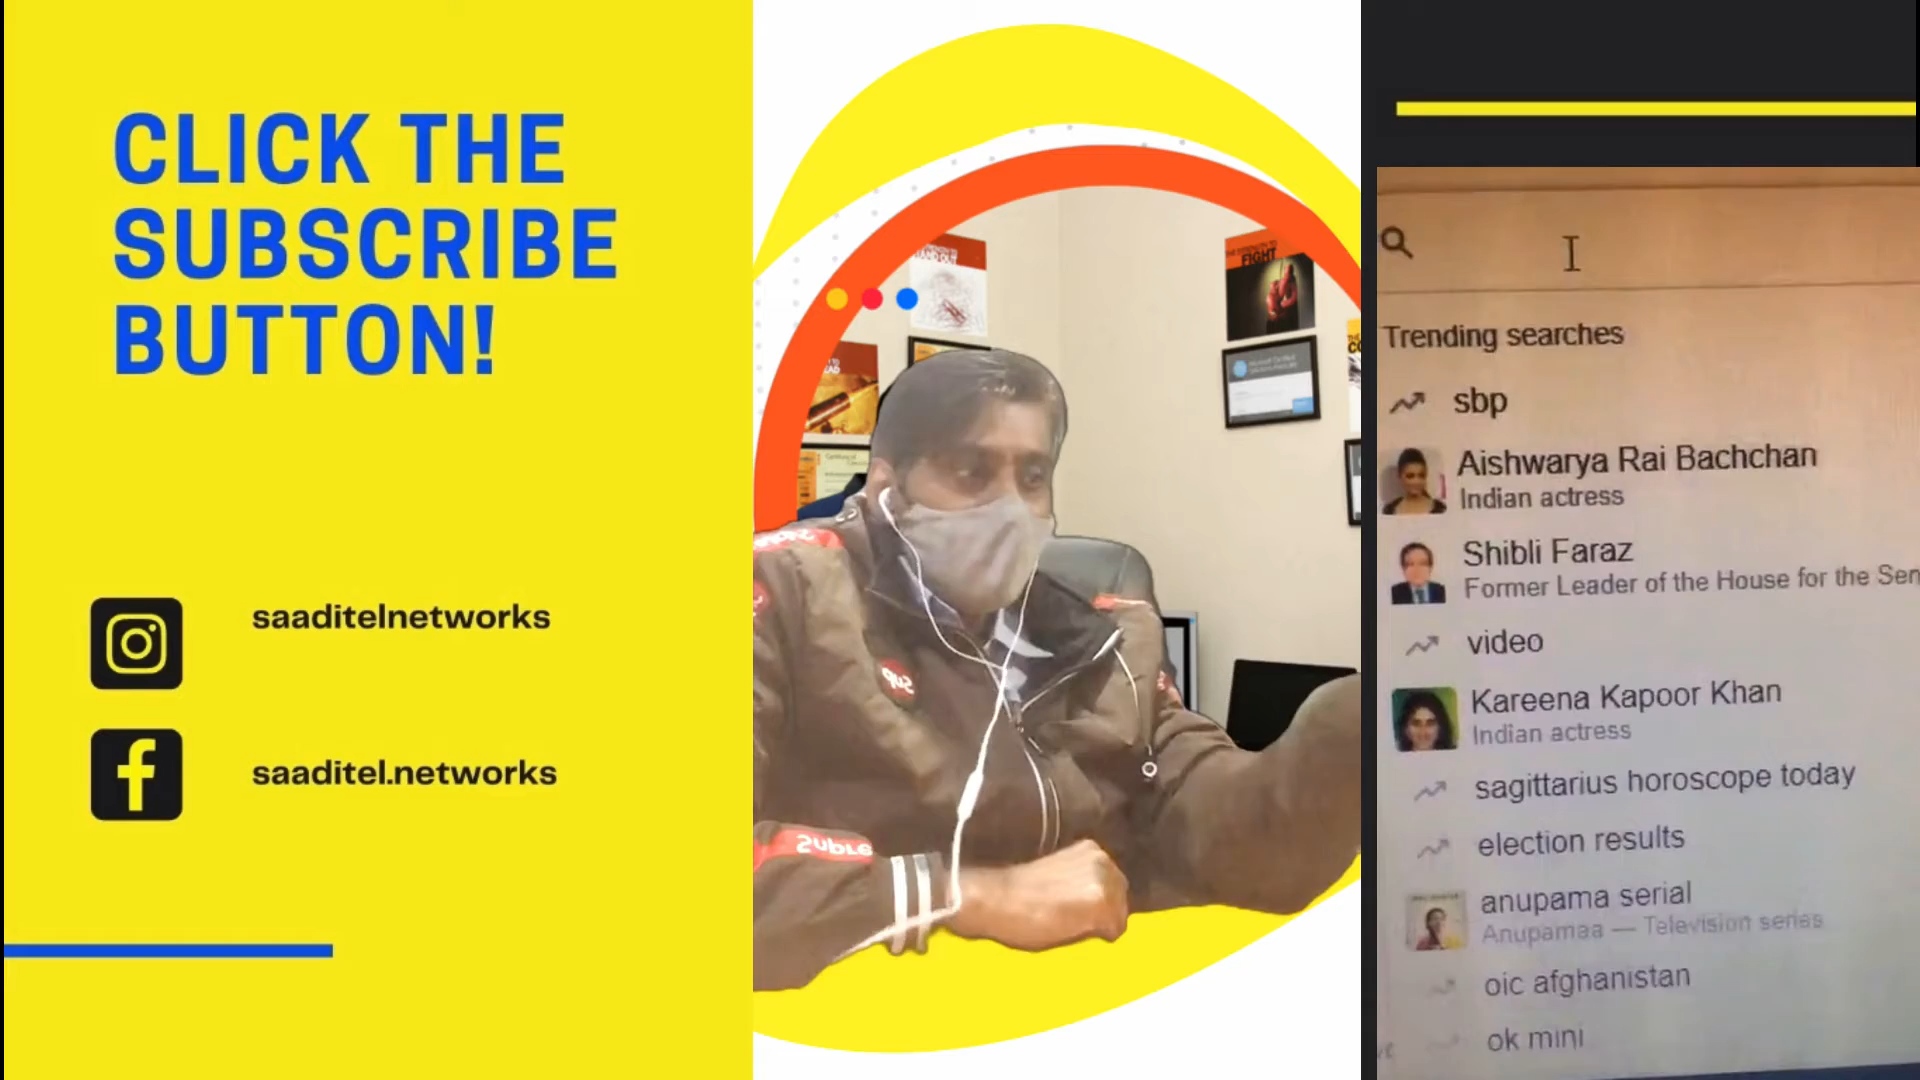 CLICK THE
SUBSCRIBE
BUTTON!
saaditelnetworks
saaditel.networks
FIGHT
Supre
Trending searches
sbp
Aishwarya Rai Bachchan
Indian actress
Shibli Faraz
Former Leader of the House for the Sen
video
Kareena Kapoor Khan
Indian actress
sagittarius horoscope today
election results
anupama serial
Anupamaa — Television series
oic afghanistan
ok mini